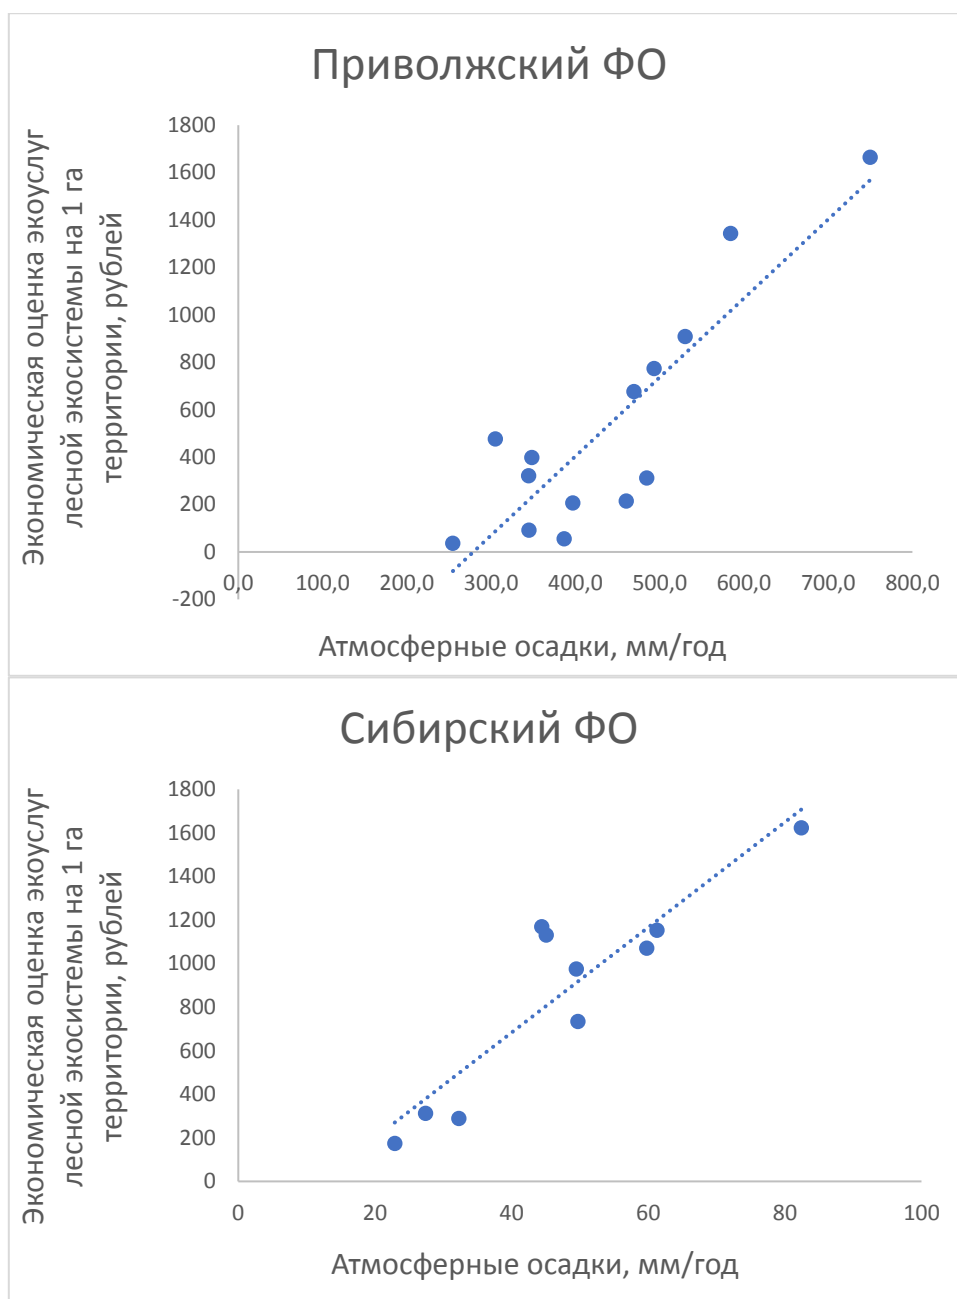 Приволжский ФО
Экономическая оценка экоуслуг
лесной экосистемы на 1 га
территории, рублей
1800
1600
1400
1200
1000
800
600
400
200
0
-200
0,0 100,0 200,0 300,0 400,0 500,0 600,0 700,0 800,0
Атмосферные осадки, мм/год
Сибирский ФО
Экономическая оценка экоуслуг
лесной экосистемы на 1 га
территории, рублей
1800
1600
1400
1200
1000
800
600
400
200
0
0 20 40 60 80 100
Атмосферные осадки, мм/год